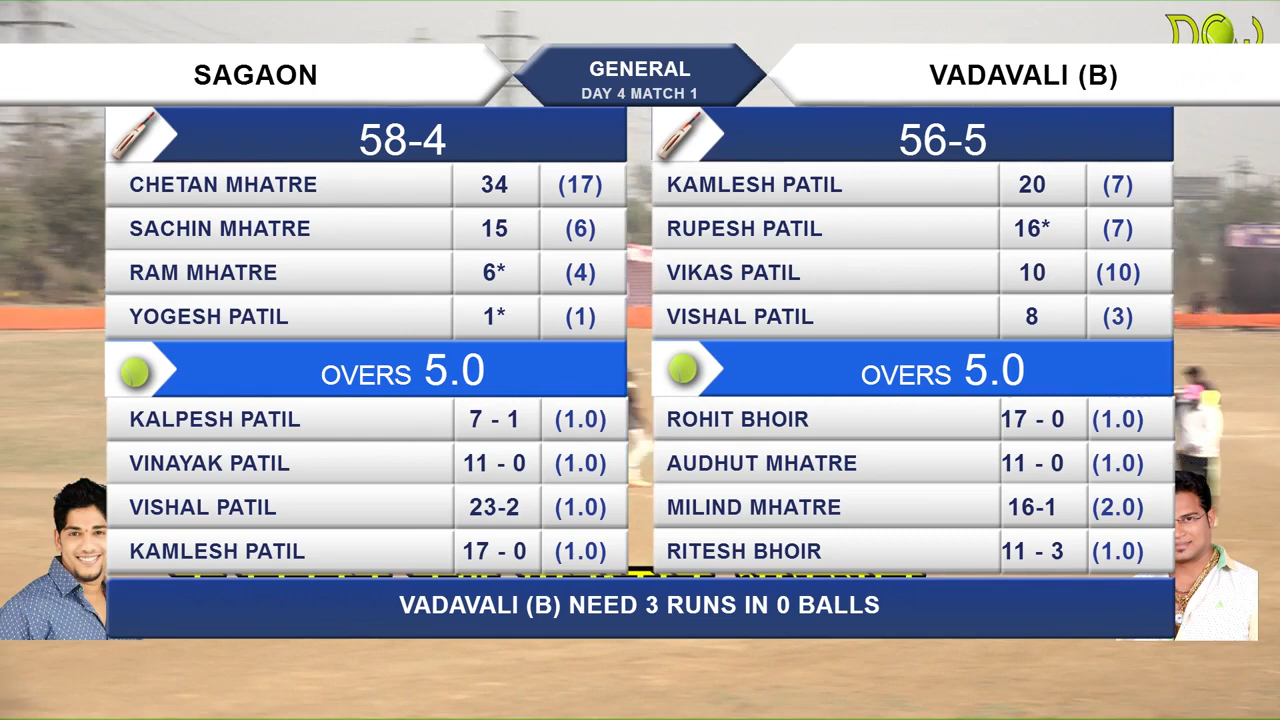 SAGAON
GENERAL
DAY 4 MATCH 1
VADAVALI (B)
58-4
CHETAN MHATRE 34 (17)
SACHIN MHATRE 15 (6)
RAM MHATRE 6* (4)
YOGESH PATIL 1* (1)
OVERS 5.0
KALPESH PATIL 7 - 1 (1.0)
VINAYAK PATIL 11 - 0 (1.0)
VISHAL PATIL 23-2 (1.0)
KAMLESH PATIL 17 - 0 (1.0)
56-5
KAMLESH PATIL 20 (7)
RUPESH PATIL 16* (7)
VIKAS PATIL 10 (10)
VISHAL PATIL 8 (3)
OVERS 5.0
ROHIT BHOIR 17 - 0 (1.0)
AUDHUT MHATRE 11 - 0 (1.0)
MILIND MHATRE 16-1 (2.0)
RITESH BHOIR 11 - 3 (1.0)
VADAVALI (B) NEED 3 RUNS IN 0 BALLS